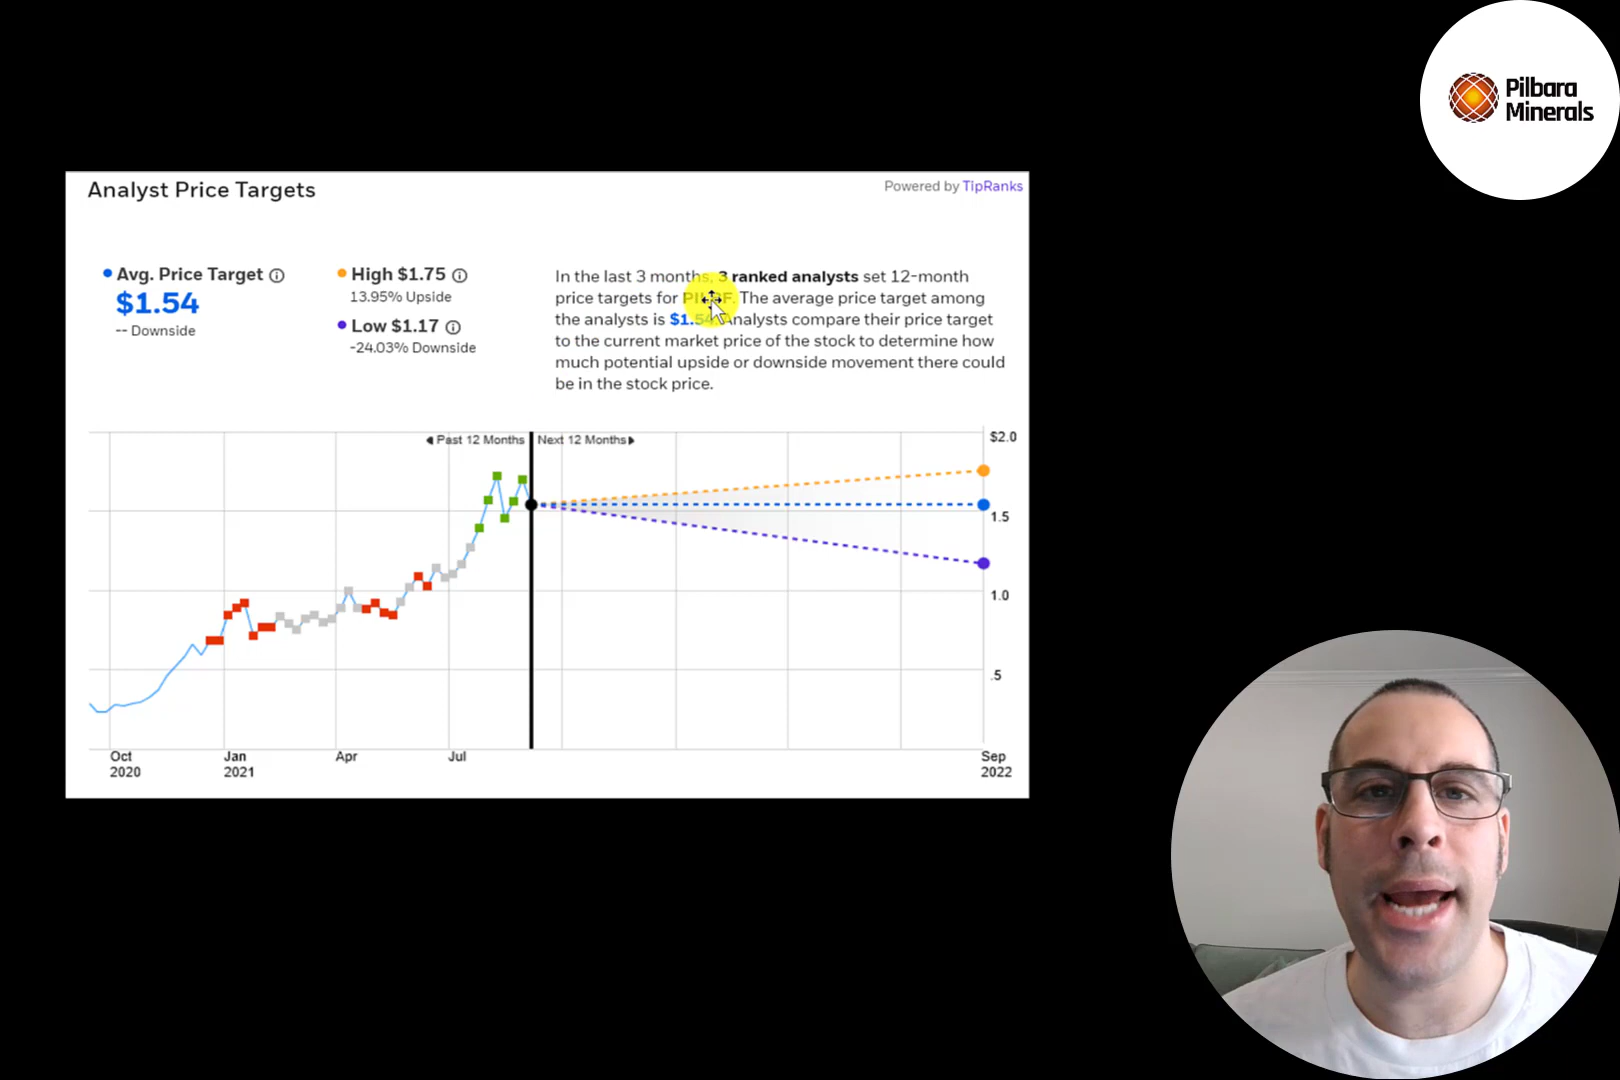 Pilbara
Minerals
Analyst Price Targets
Powered by TipRanks
Avg. Price Target
$1.54
-- Downside
High $1.75
13.95% Upside
Low $1.17
-24.03% Downside
In the last 3 months, 3 ranked analysts set 12-month
price targets for The average price target among
the analysts is Analysts compare their price target
to the current market price of the stock to determine how
much potential upside or downside movement there could
be in the stock price.
Past 12 Months
Next 12 Months
$2.0
1.5
1.0
.5
Oct
2020
Jan
2021
Apr
Jul
Sep
2022